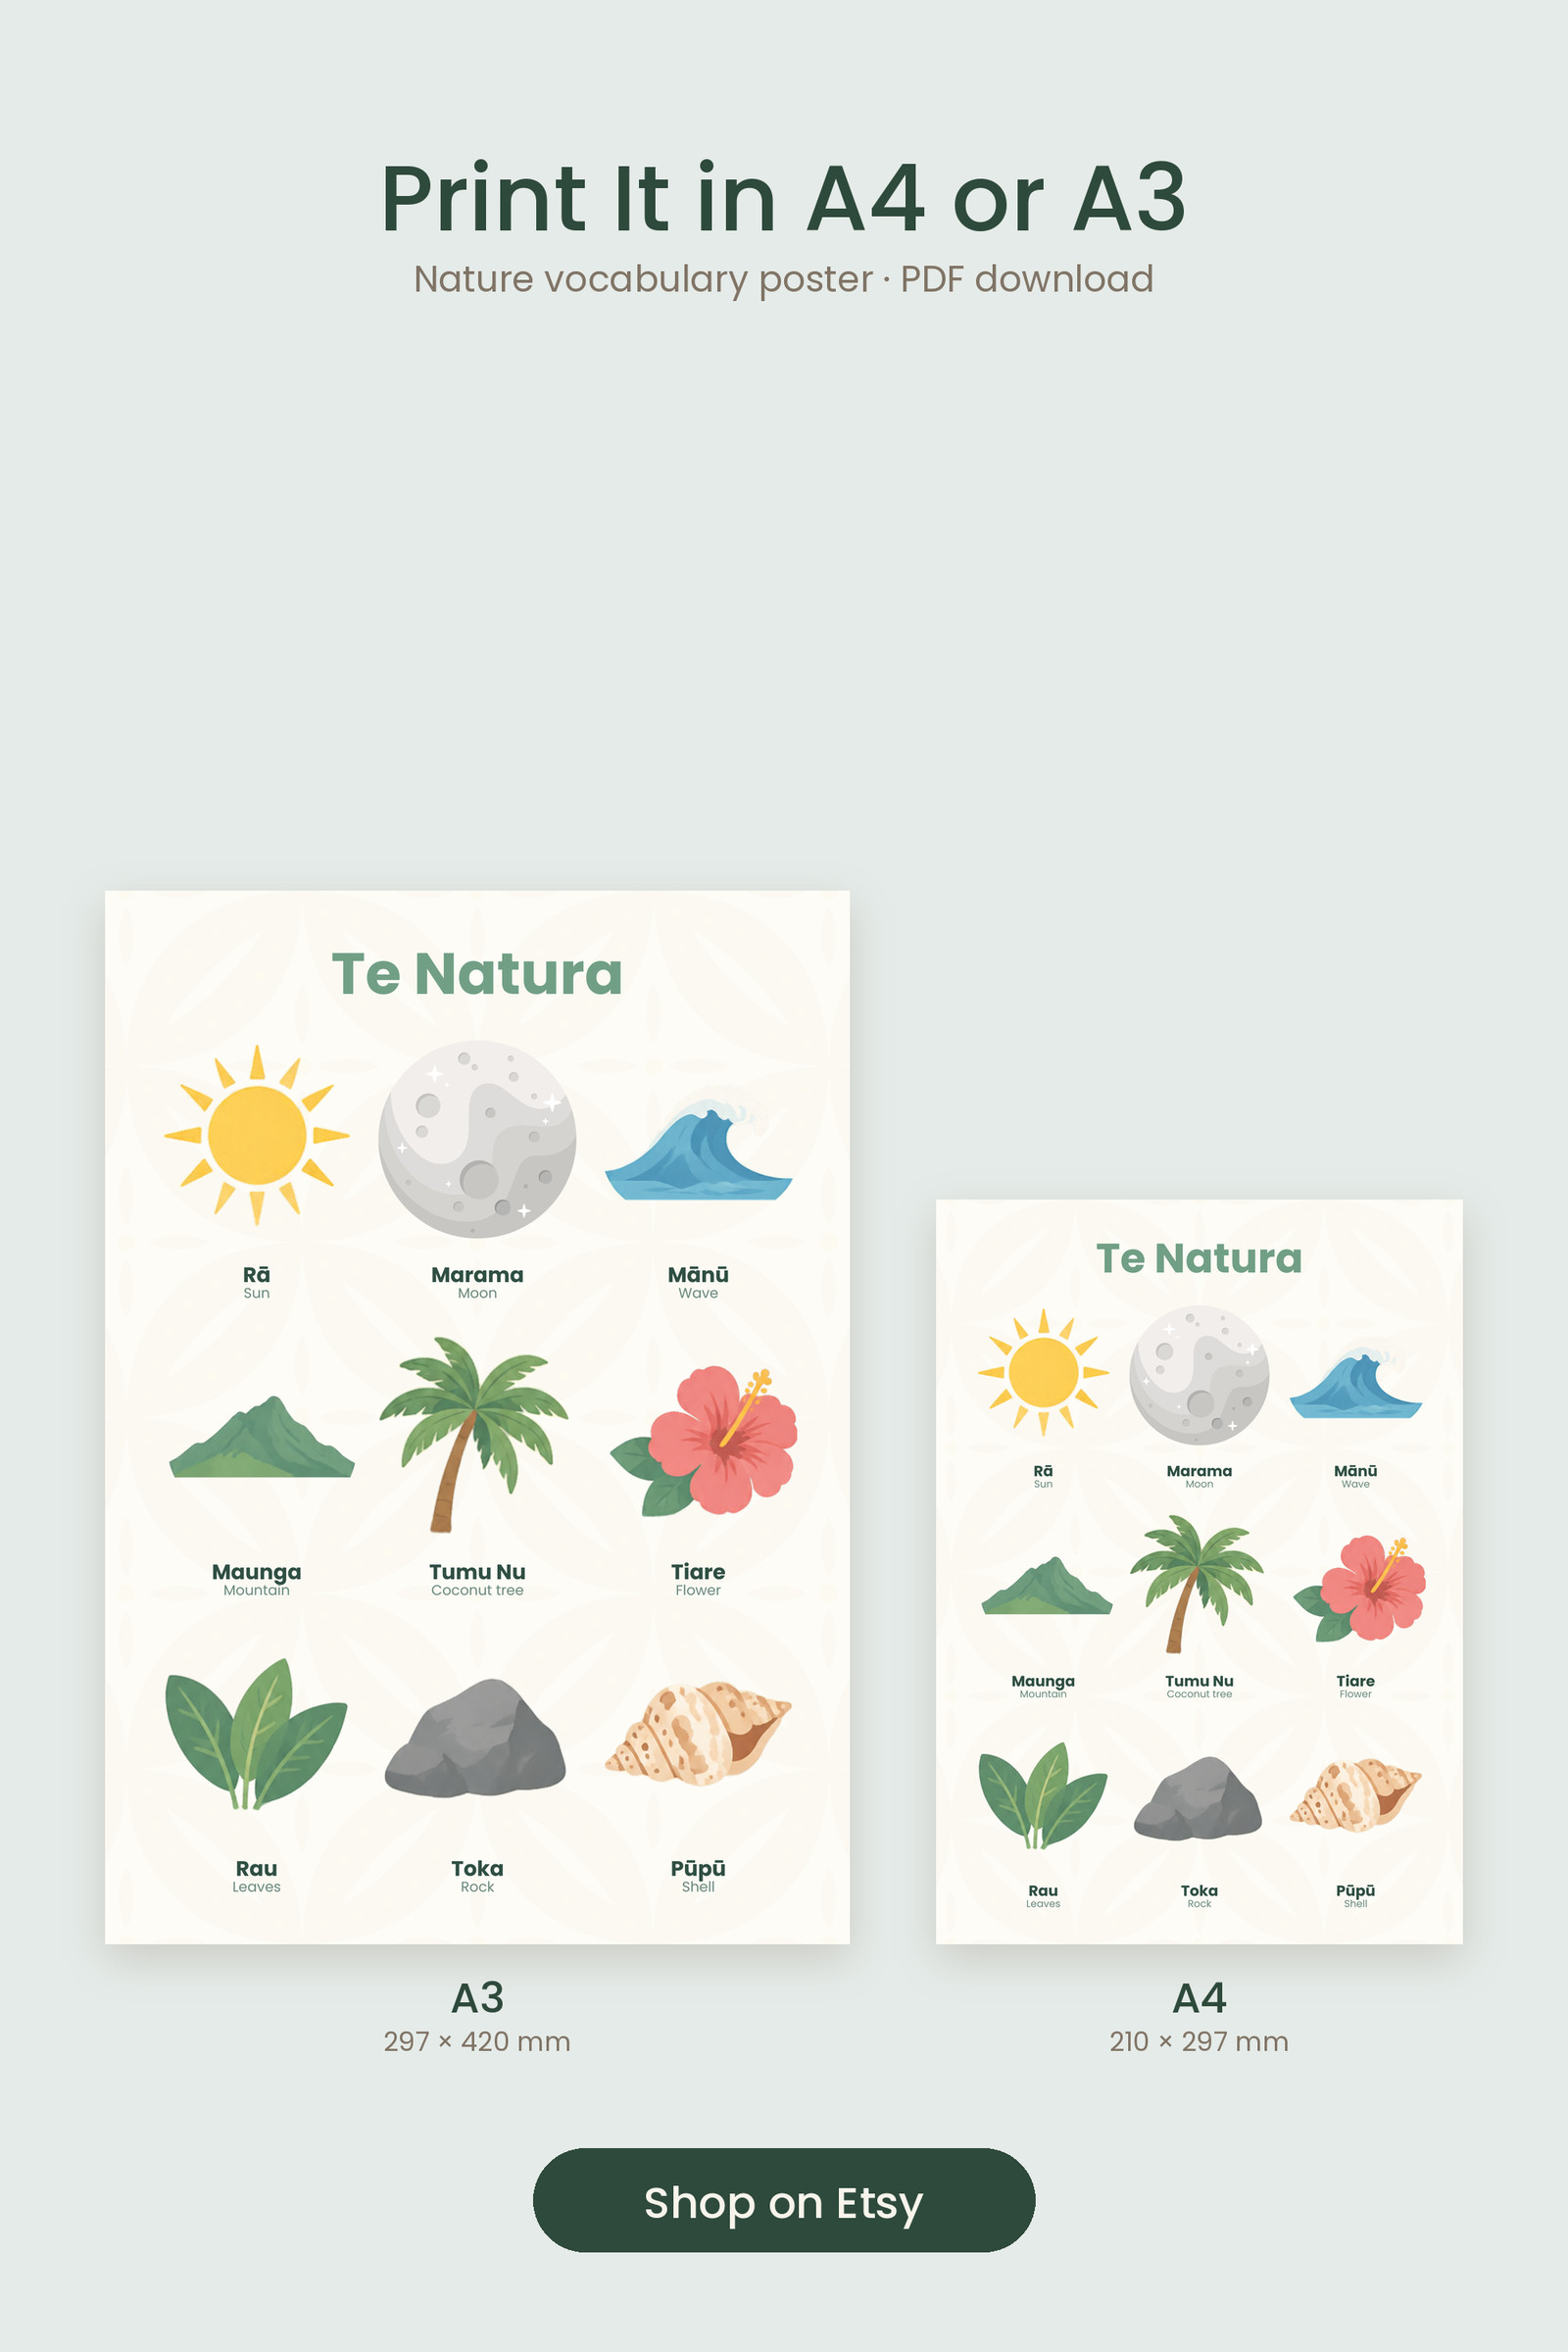 Print It in A4 or A3
Nature vocabulary poster · PDF download
Te Natura
Rā
Sun
Marama
Moon
Mānū
Wave
Maunga
Mountain
Tumu Nu
Coconut tree
Tiare
Flower
Rau
Leaves
Toka
Rock
Pūpū
Shell
A3
297 × 420 mm
Te Natura
Rā
Sun
Marama
Moon
Mānū
Wave
Maunga
Mountain
Tumu Nu
Coconut tree
Tiare
Flower
Rau
Leaves
Toka
Rock
Pūpū
Shell
A4
210 × 297 mm
Shop on Etsy